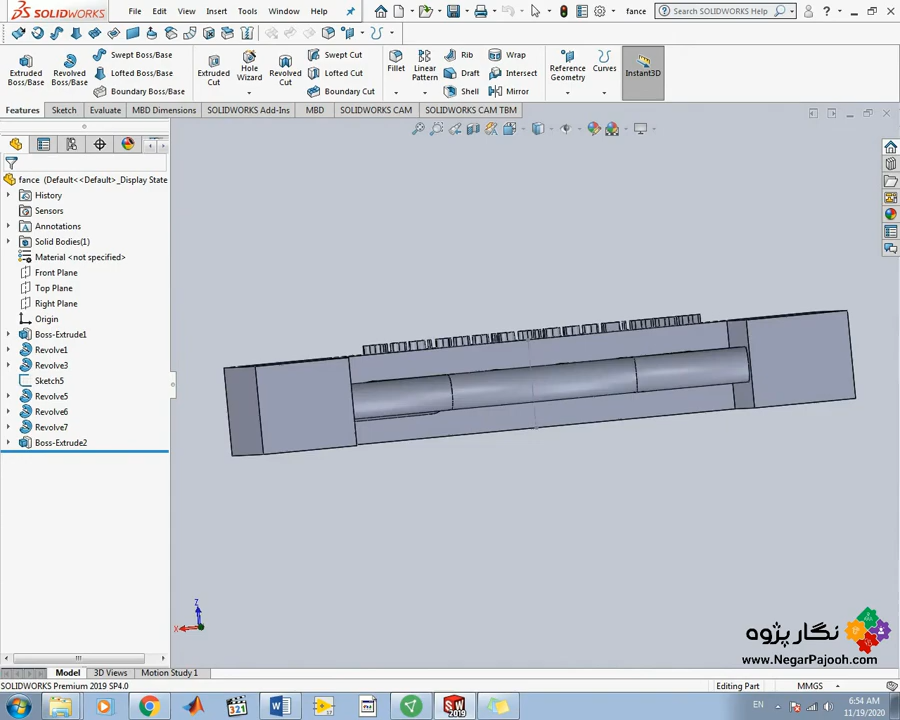 SOLIDWORKS File Edit View Insert Tools Window Help fance Search SOLIDWORKS Help
Extruded Boss/Base Revolved Boss/Base Swept Boss/Base Lofted Boss/Base Boundary Boss/Base Extruded Cut Hole Wizard Revolved Cut Swept Cut Lofted Cut Boundary Cut Fillet Linear Pattern Rib Draft Shell Wrap Intersect Mirror Reference Geometry Curves Instant3D
Features Sketch Evaluate MBD Dimensions SOLIDWORKS Add-Ins MBD SOLIDWORKS CAM SOLIDWORKS CAM TBM
fance (Default<<Default>_Display State
History
Sensors
Annotations
Solid Bodies(1)
Material <not specified>
Front Plane
Top Plane
Right Plane
Origin
Boss-Extrude1
Revolve1
Revolve3
Sketch5
Revolve5
Revolve6
Revolve7
Boss-Extrude2
Z
X
نگار پژوه
www.NegarPajooh.com
Model 3D Views Motion Study 1
SOLIDWORKS Premium 2019 SP4.0 Editing Part MMGS
321 W SW 2019 EN 6:54 AM
11/19/2020